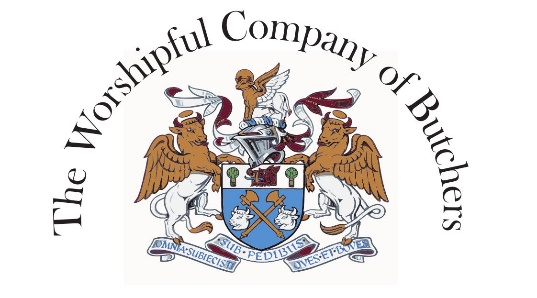 The Worshipful Company of Butchers
OMNIA·SUBIECISTI
SUB·PEDIBUS
OVES·ET·BOVES